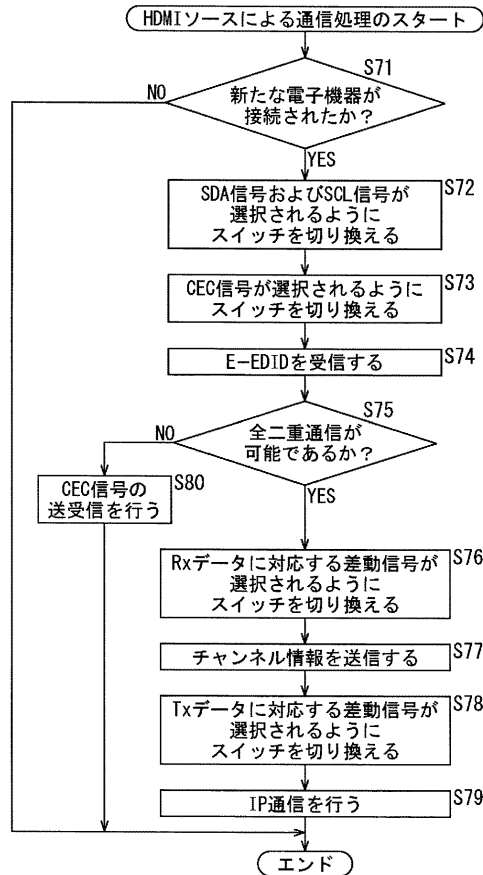 HDMIソースによる通信処理のスタート
S71
NO
新たな電子機器が
接続されたか？
YES
S72
SDA信号およびSCL信号が
選択されるように
スイッチを切り換える
S73
CEC信号が選択されるように
スイッチを切り換える
S74
E-EDIDを受信する
S75
NO
全二重通信が
可能であるか？
YES
S80
CEC信号の
送受信を行う
S76
Rxデータに対応する差動信号が
選択されるように
スイッチを切り換える
S77
チャンネル情報を送信する
S78
Txデータに対応する差動信号が
選択されるように
スイッチを切り換える
S79
IP通信を行う
エンド